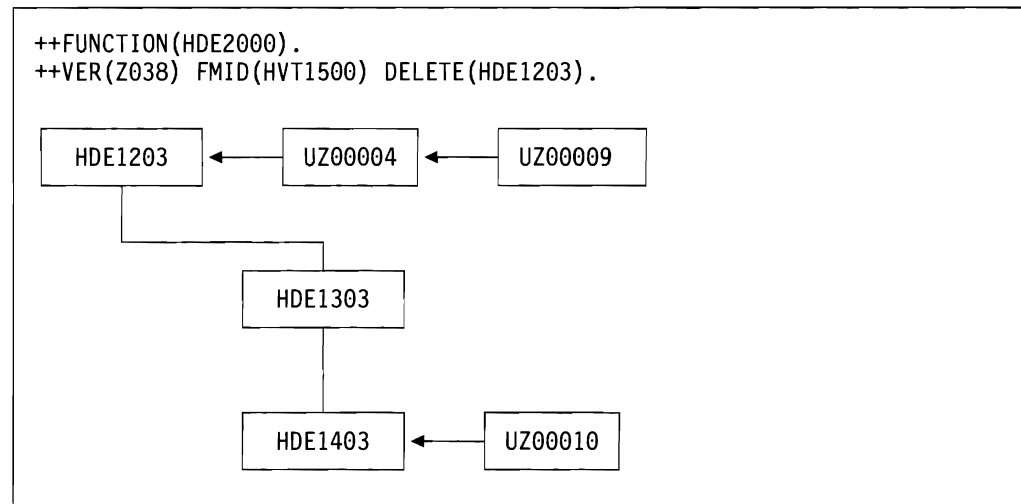 ++FUNCTION(HDE2000).
++VER(Z038) FMID(HVT1500) DELETE(HDE1203).
HDE1203 UZ00004 UZ00009
HDE1303
HDE1403 UZ00010